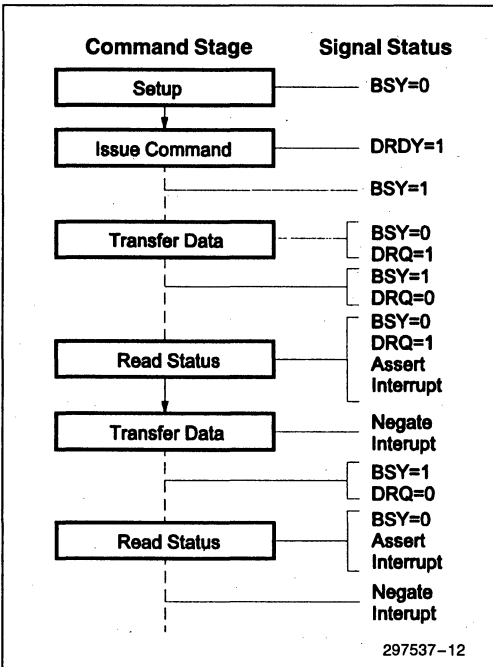 Command Stage
Signal Status
Setup
BSY=0
Issue Command
DRDY=1
BSY=1
Transfer Data
BSY=0
DRQ=1
BSY=1
DRQ=0
BSY=0
DRQ=1
Read Status
Assert
Interrupt
Transfer Data
Negate
Interupt
BSY=1
DRQ=0
BSY=0
Read Status
Assert
Interrupt
Negate
Interupt
297537-12